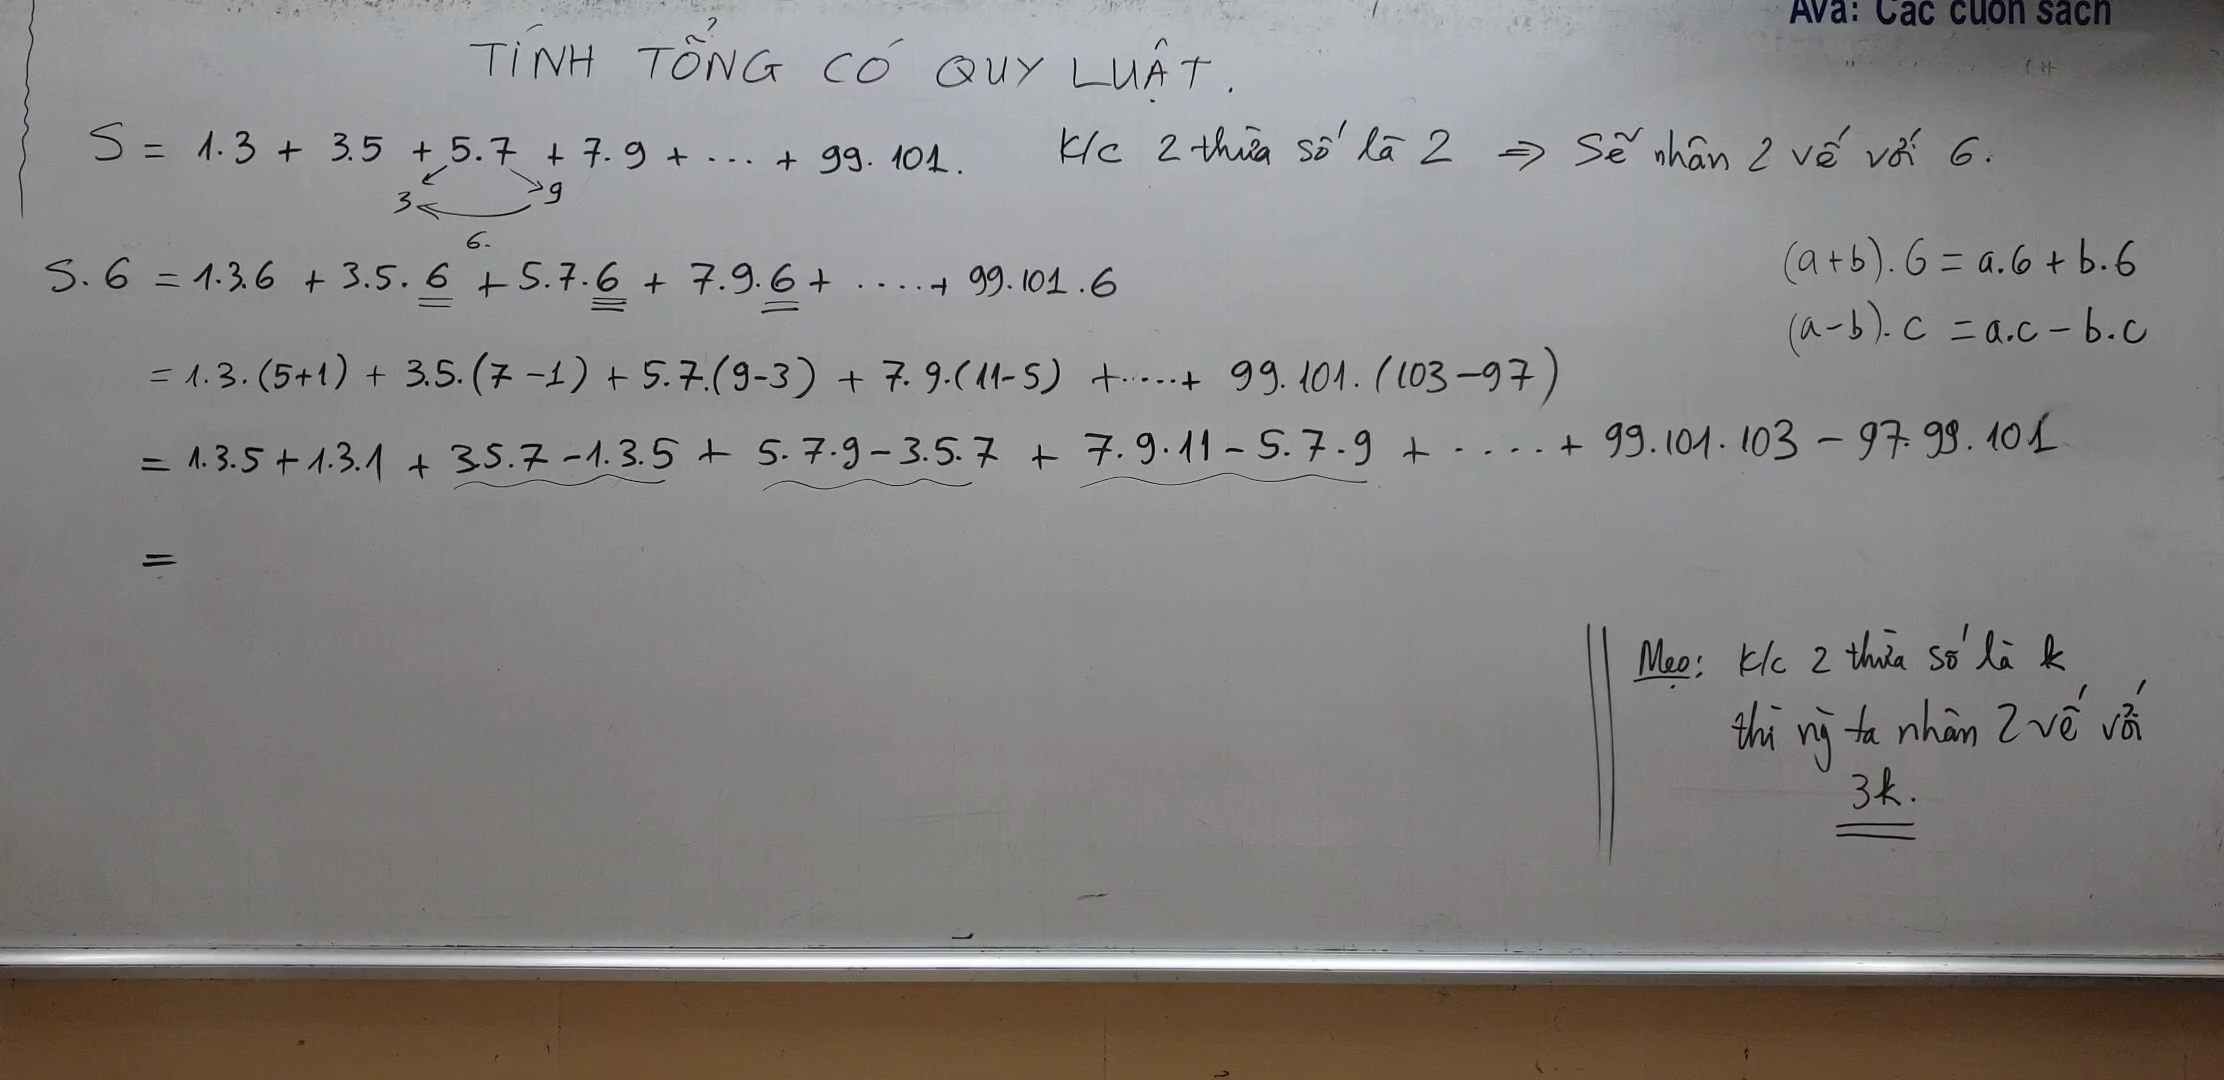 Ava: Các cuốn sách
TÍNH TỔNG CÓ QUY LUẬT.
S = 1.3 + 3.5 + 5.7 + 7.9 + ... + 99.101. K/c 2 thừa số là 2 => Sẽ nhân 2 vế với 6.
3 9
6.
S.6 = 1.3.6 + 3.5.6 + 5.7.6 + 7.9.6 + ....+ 99.101.6
(a+b).6 = a.6 + b.6
(a-b).c = a.c - b.c
= 1.3.(5+1) + 3.5.(7-1) + 5.7.(9-3) + 7.9.(11-5) +.....+ 99.101.(103-97)
= 1.3.5 + 1.3.1 + 3.5.7 - 1.3.5 + 5.7.9 - 3.5.7 + 7.9.11 - 5.7.9 + ..... + 99.101.103 - 97.99.101
=
Mẹo: K/c 2 thừa số là k
thì ng ta nhân 2 vế với
3k.